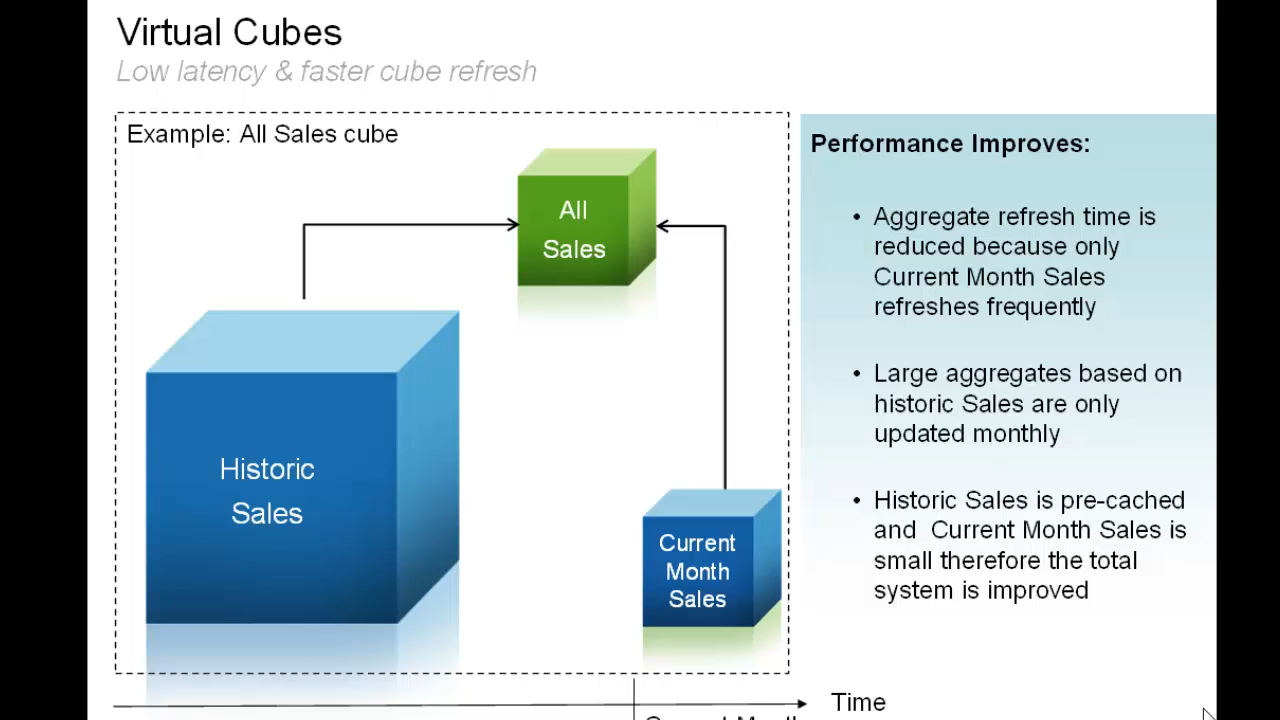 Virtual Cubes
Low latency & faster cube refresh
Example: All Sales cube
All
Sales
Historic
Sales
Current
Month
Sales
Performance Improves:
• Aggregate refresh time is
reduced because only
Current Month Sales
refreshes frequently
• Large aggregates based on
historic Sales are only
updated monthly
• Historic Sales is pre-cached
and  Current Month Sales is
small therefore the total
system is improved
Time